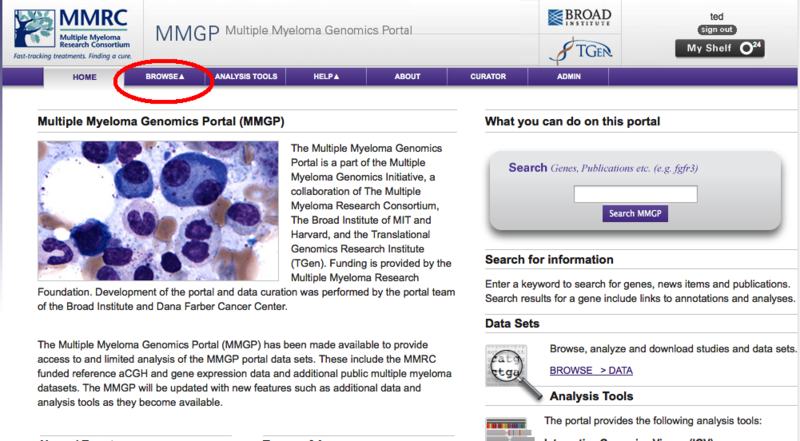 MMRC
Multiple Myeloma
Research Consortium
Fast-tracking treatments. Finding a cure.
MMGP Multiple Myeloma Genomics Portal
BROAD
INSTITUTE
TGen
ted
sign out
My Shelf 24
HOME
BROWSE▲
ANALYSIS TOOLS
HELP▲
ABOUT
CURATOR
ADMIN
Multiple Myeloma Genomics Portal (MMGP)
The Multiple Myeloma Genomics
Portal is a part of the Multiple
Myeloma Genomics Initiative, a
collaboration of The Multiple
Myeloma Research Consortium,
The Broad Institute of MIT and
Harvard, and the Translational
Genomics Research Institute
(TGen). Funding is provided by the
Multiple Myeloma Research
Foundation. Development of the portal and data curation was performed by the portal team
of the Broad Institute and Dana Farber Cancer Center.
The Multiple Myeloma Genomics Portal (MMGP) has been made available to provide
access to and limited analysis of the MMGP portal data sets. These include the MMRC
funded reference aCGH and gene expression data and additional public multiple myeloma
datasets. The MMGP will be updated with new features such as additional data and
analysis tools as they become available.
What you can do on this portal
Search Genes, Publications etc. (e.g. fgfr3)
Search MMGP
Search for information
Enter a keyword to search for genes, news items and publications.
Search results for a gene include links to annotations and analyses.
Data Sets
Browse, analyze and download studies and data sets.
BROWSE > DATA
catg
ctga
Analysis Tools
The portal provides the following analysis tools: